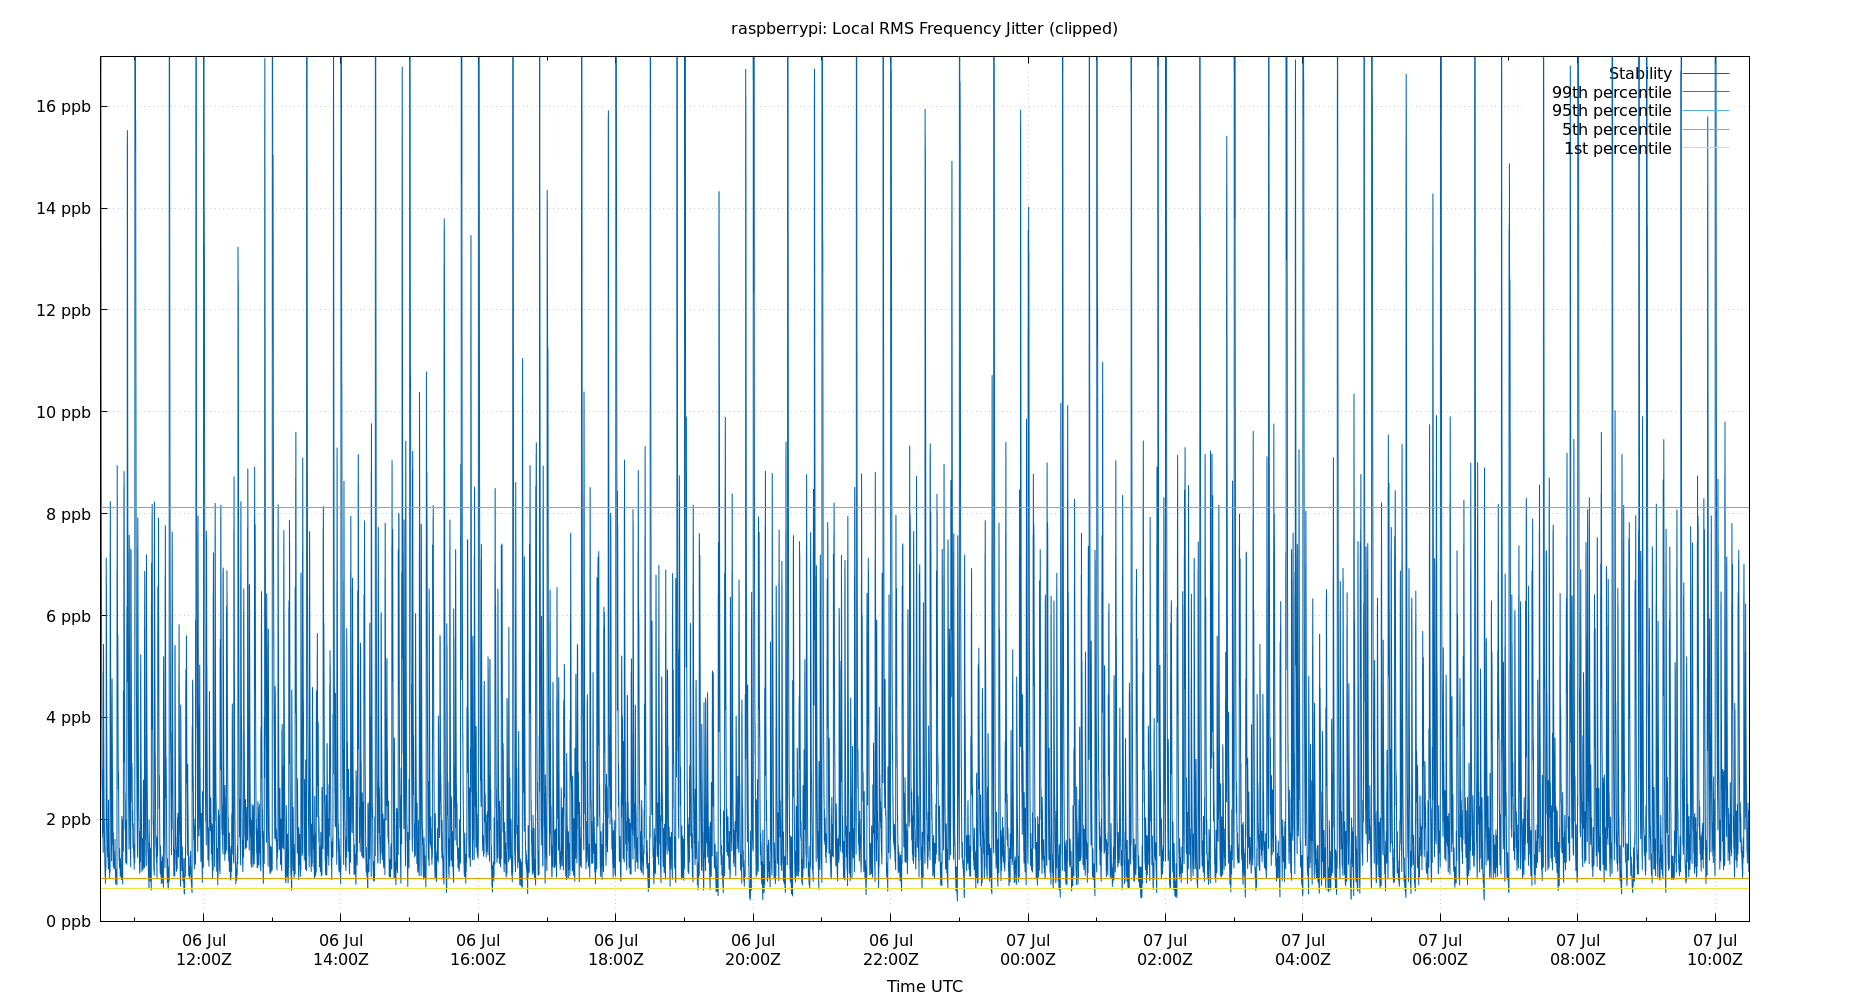 raspberrypi: Local RMS Frequency Jitter (clipped)
Stability
99th percentile
95th percentile
5th percentile
1st percentile
16 ppb
14 ppb
12 ppb
10 ppb
8 ppb
6 ppb
4 ppb
2 ppb
0 ppb
06 Jul 06 Jul 06 Jul 06 Jul 06 Jul 06 Jul 07 Jul 07 Jul 07 Jul 07 Jul 07 Jul 07 Jul
12:00Z 14:00Z 16:00Z 18:00Z 20:00Z 22:00Z 00:00Z 02:00Z 04:00Z 06:00Z 08:00Z 10:00Z
Time UTC